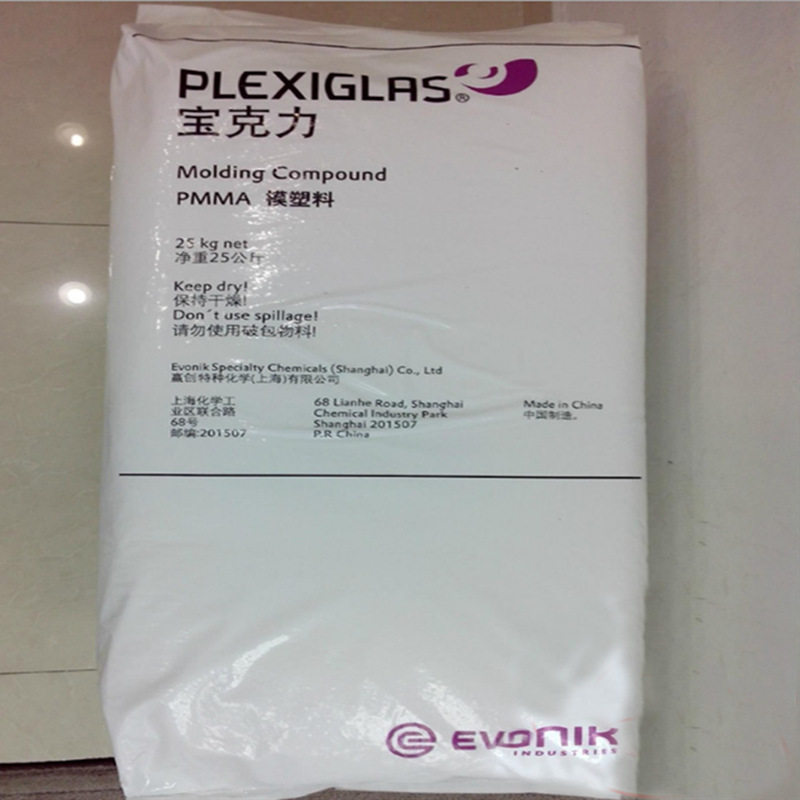 PLEXIGLAS®
宝克力
Molding Compound
PMMA 模塑料
25 kg net
净重25公斤
Keep dry!
保持干燥!
Don´t use spillage!
请勿使用破包物料!
Evonik Specialty Chemicals (Shanghai) Co., Ltd
赢创特种化学(上海)有限公司
上海化学工
业区联合路
68号
邮编:201507
68 Lianhe Road, Shanghai
Chemical Industry Park
Shanghai 201507
P.R China
Made in China
中国制造。
EVONIK
INDUSTRIES